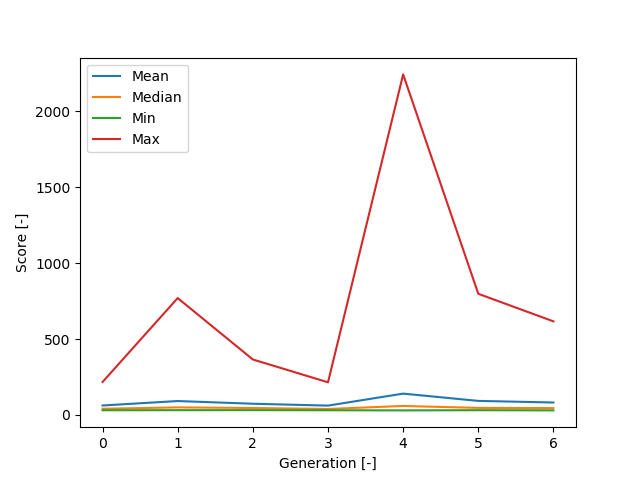 Mean
Median
Min
Max
2000
1500
1000
500
0
Score [-]
0 1 2 3 4 5 6
Generation [-]